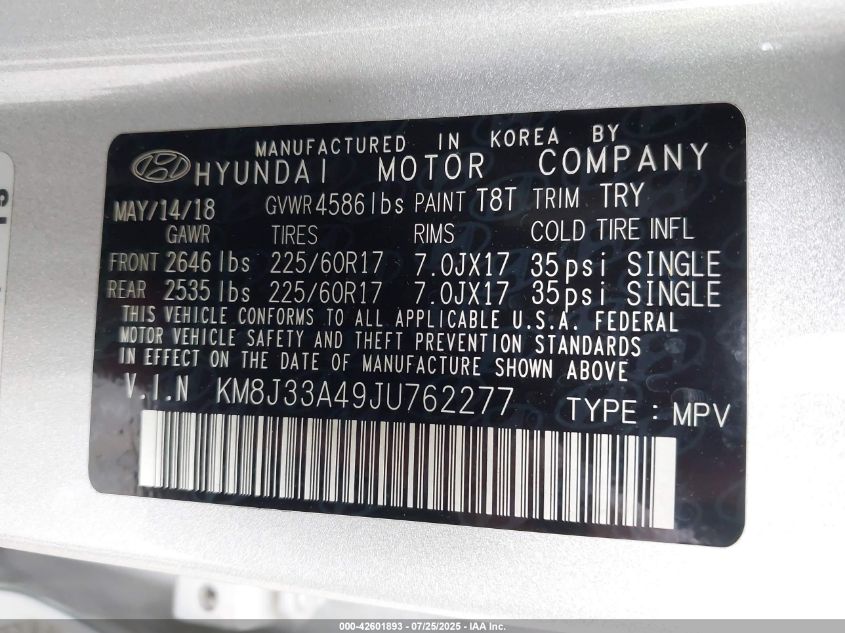 MANUFACTURED IN KOREA BY
HYUNDAI MOTOR COMPANY
MAY/14/18 GVWR 4586 lbs PAINT T8T TRIM TRY
GAWR TIRES RIMS COLD TIRE INFL
FRONT 2646 lbs 225/60R17 7.0JX17 35psi SINGLE
REAR 2535 lbs 225/60R17 7.0JX17 35psi SINGLE
THIS VEHICLE CONFORMS TO ALL APPLICABLE U.S.A. FEDERAL
MOTOR VEHICLE SAFETY AND THEFT PREVENTION STANDARDS
IN EFFECT ON THE DATE OF MANUFACTURE SHOWN ABOVE
V.I.N KM8J33A49JU762277 TYPE : MPV
000-42601893 - 07/25/2025 - IAA Inc.